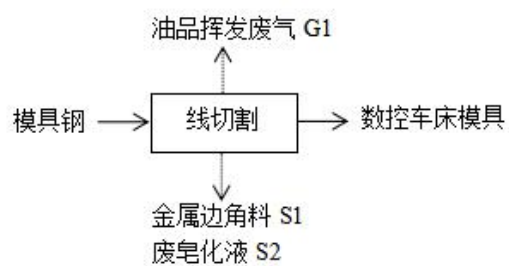 油品挥发废气 G1
模具钢
线切割
数控车床模具
金属边角料 S1
废皂化液 S2